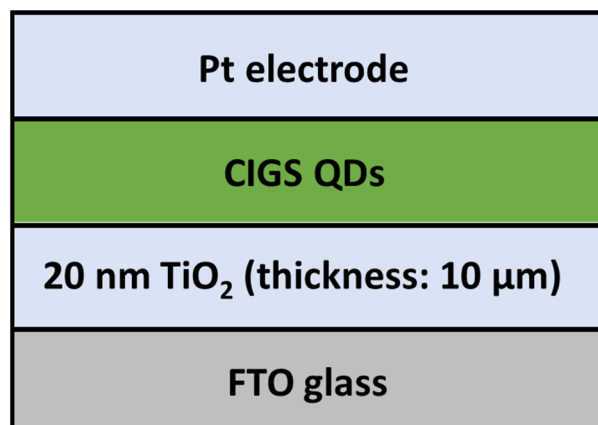 Pt electrode
CIGS QDs
20 nm TiO₂ (thickness: 10 µm)
FTO glass